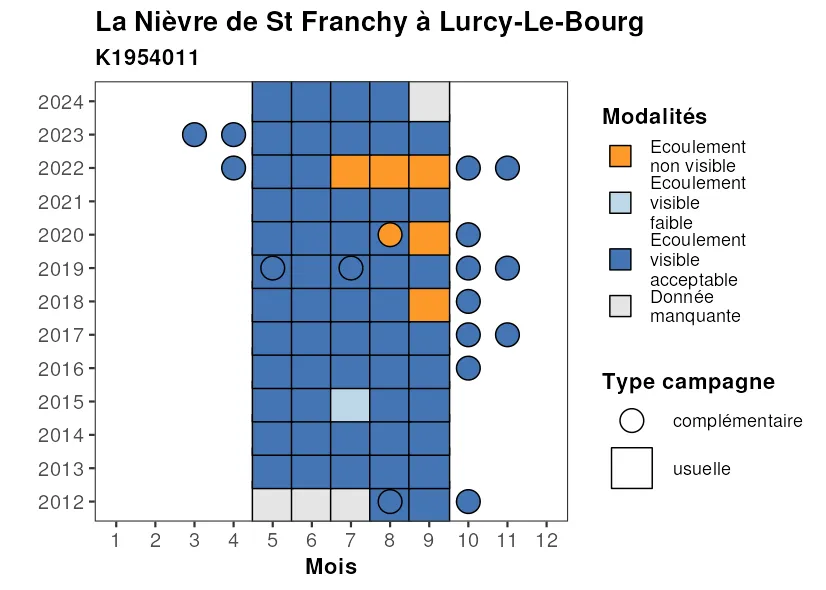 La Nièvre de St Franchy à Lurcy-Le-Bourg
K1954011
2024
2023
2022
2021
2020
2019
2018
2017
2016
2015
2014
2013
2012
1 2 3 4 5 6 7 8 9 10 11 12
Mois
Modalités
Ecoulement
non visible
Ecoulement
visible
faible
Ecoulement
visible
acceptable
Donnée
manquante
Type campagne
complémentaire
usuelle